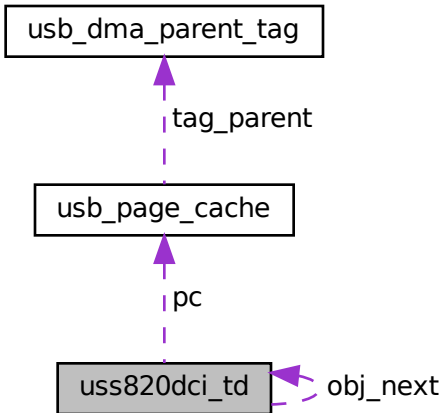 usb_dma_parent_tag
tag_parent
usb_page_cache
pc
uss820dci_td
obj_next